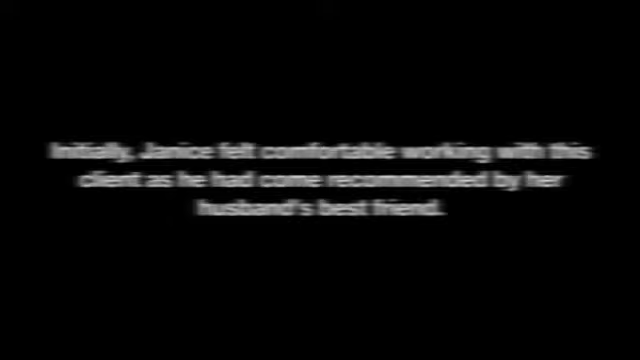 Initially, Janice felt comfortable working with this
client as he had come recommended by her
husband's best friend.